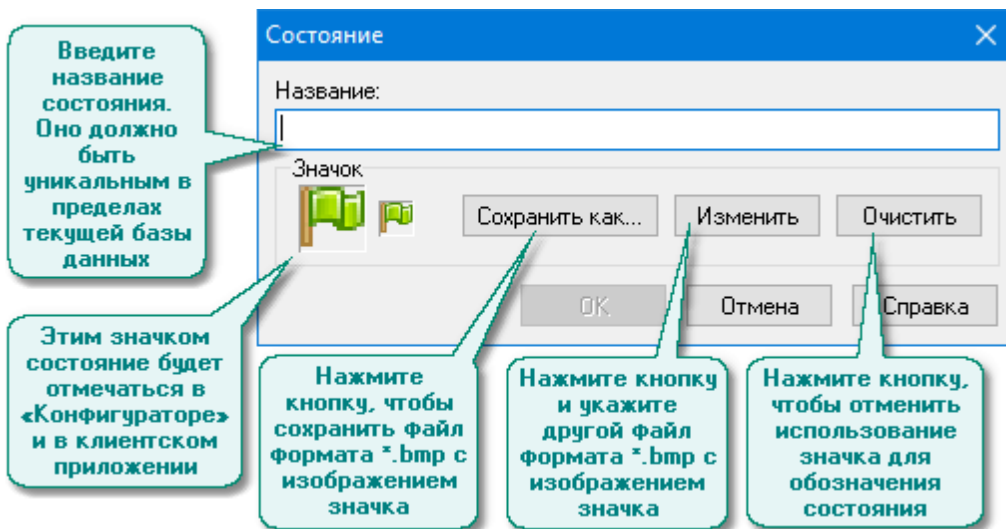 Введите
название
состояния.
Оно должно
быть
уникальным в
пределах
текущей базы
данных
Состояние
Название:
Значок
Сохранить как...
Изменить
Очистить
OK
Отмена
Справка
Этим значком
состояние будет
отмечаться в
«Конфигураторе»
и в клиентском
приложении
Нажмите
кнопку, чтобы
сохранить файл
формата *.bmp с
изображением
значка
Нажмите кнопку
и укажите
другой файл
формата *.bmp с
изображением
значка
Нажмите кнопку,
чтобы отменить
использование
значка для
обозначения
состояния